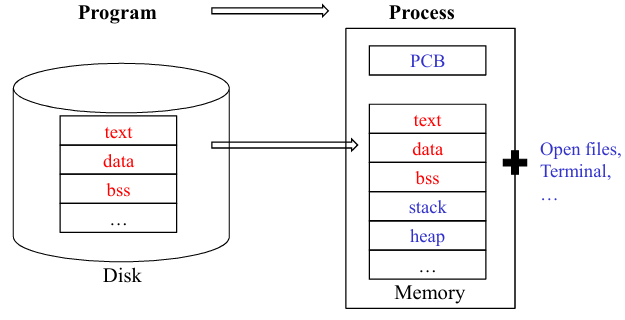 Program
Process
PCB
text
data
bss
…
Disk
text
data
bss
stack
heap
…
Memory
Open files,
Terminal,
…